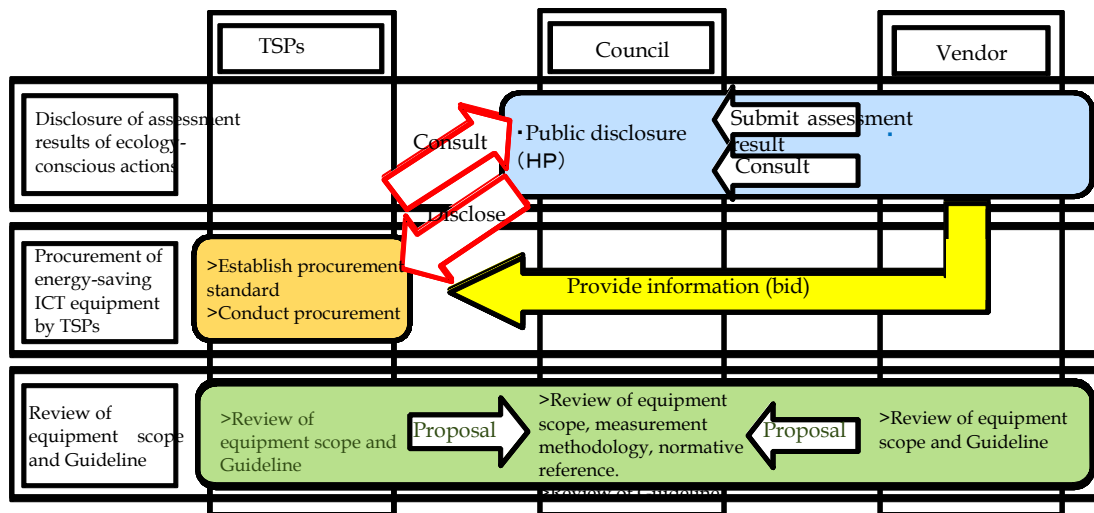 TSPs
Council
Vendor
Disclosure of assessment
results of ecology-
conscious actions
Consult
Disclose
・Public disclosure
（HP）
Submit assessment
result
Consult
Procurement of
energy-saving
ICT equipment
by TSPs
>Establish procurement
standard
>Conduct procurement
Provide information (bid)
Review of
equipment scope
and Guideline
>Review of
equipment scope and
Guideline
Proposal
>Review of equipment
scope, measurement
methodology, normative
reference.
>Review of Guideline
Proposal
>Review of equipment
scope and Guideline